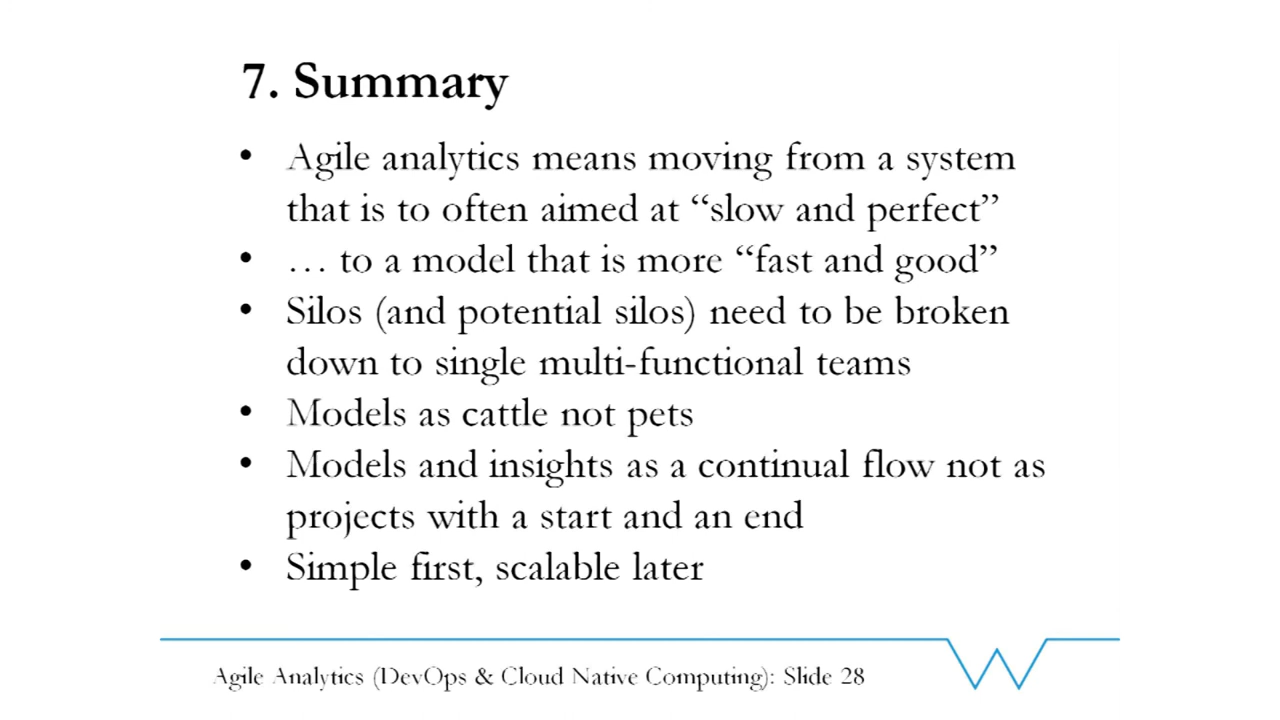 7. Summary
• Agile analytics means moving from a system
that is to often aimed at “slow and perfect”
• … to a model that is more “fast and good”
• Silos (and potential silos) need to be broken
down to single multi-functional teams
• Models as cattle not pets
• Models and insights as a continual flow not as
projects with a start and an end
• Simple first, scalable later
Agile Analytics (DevOps & Cloud Native Computing): Slide 28